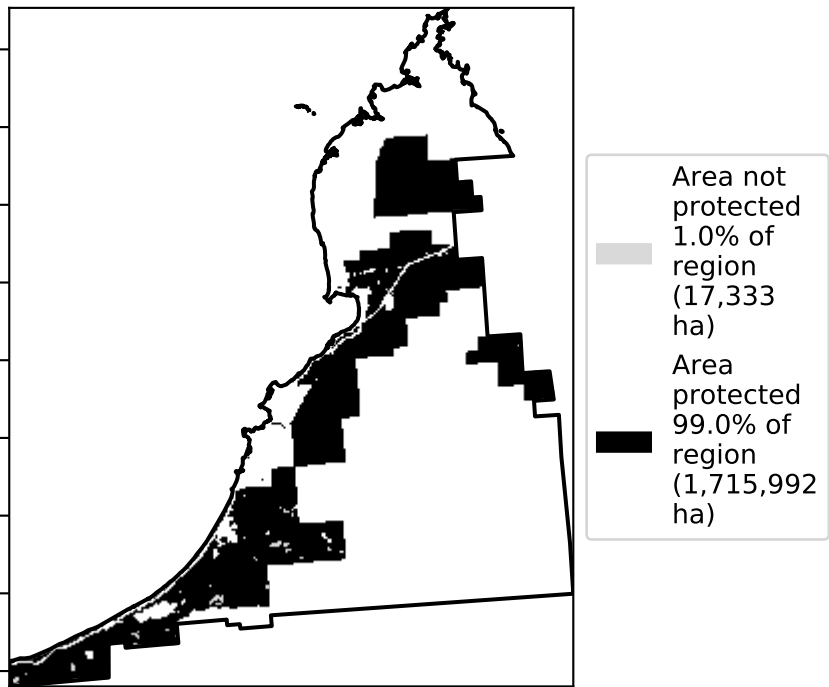 Area not
protected
1.0% of
region
(17,333
ha)
Area
protected
99.0% of
region
(1,715,992
ha)